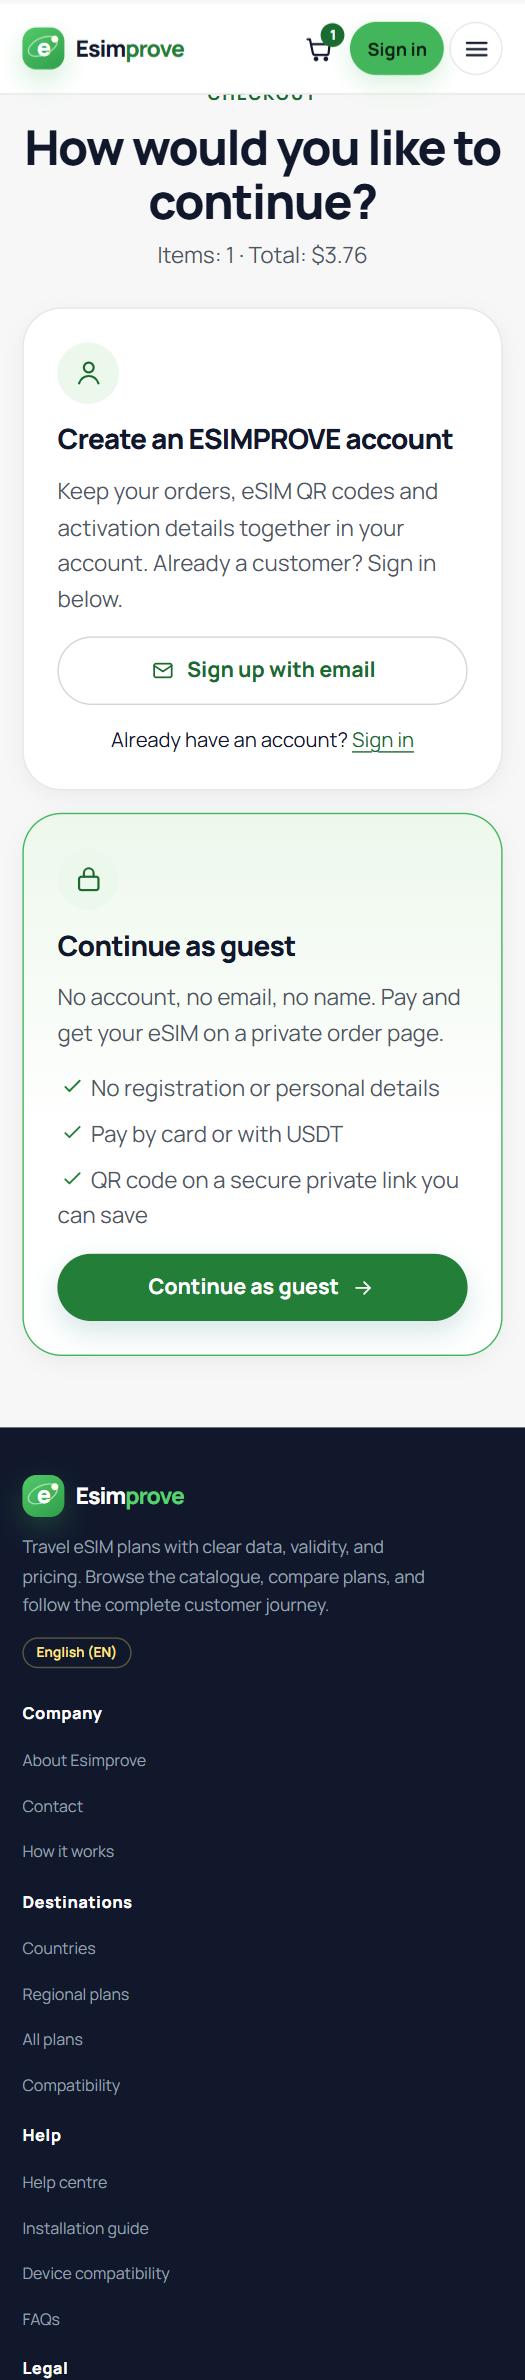 Esimprove
1
Sign in
CHECKOUT
How would you like to
continue?
Items: 1 · Total: $3.76
Create an ESIMPROVE account
Keep your orders, eSIM QR codes and
activation details together in your
account. Already a customer? Sign in
below.
Sign up with email
Already have an account? Sign in
Continue as guest
No account, no email, no name. Pay and
get your eSIM on a private order page.
No registration or personal details
Pay by card or with USDT
QR code on a secure private link you
can save
Continue as guest →
Esimprove
Travel eSIM plans with clear data, validity, and
pricing. Browse the catalogue, compare plans, and
follow the complete customer journey.
English (EN)
Company
About Esimprove
Contact
How it works
Destinations
Countries
Regional plans
All plans
Compatibility
Help
Help centre
Installation guide
Device compatibility
FAQs
Legal